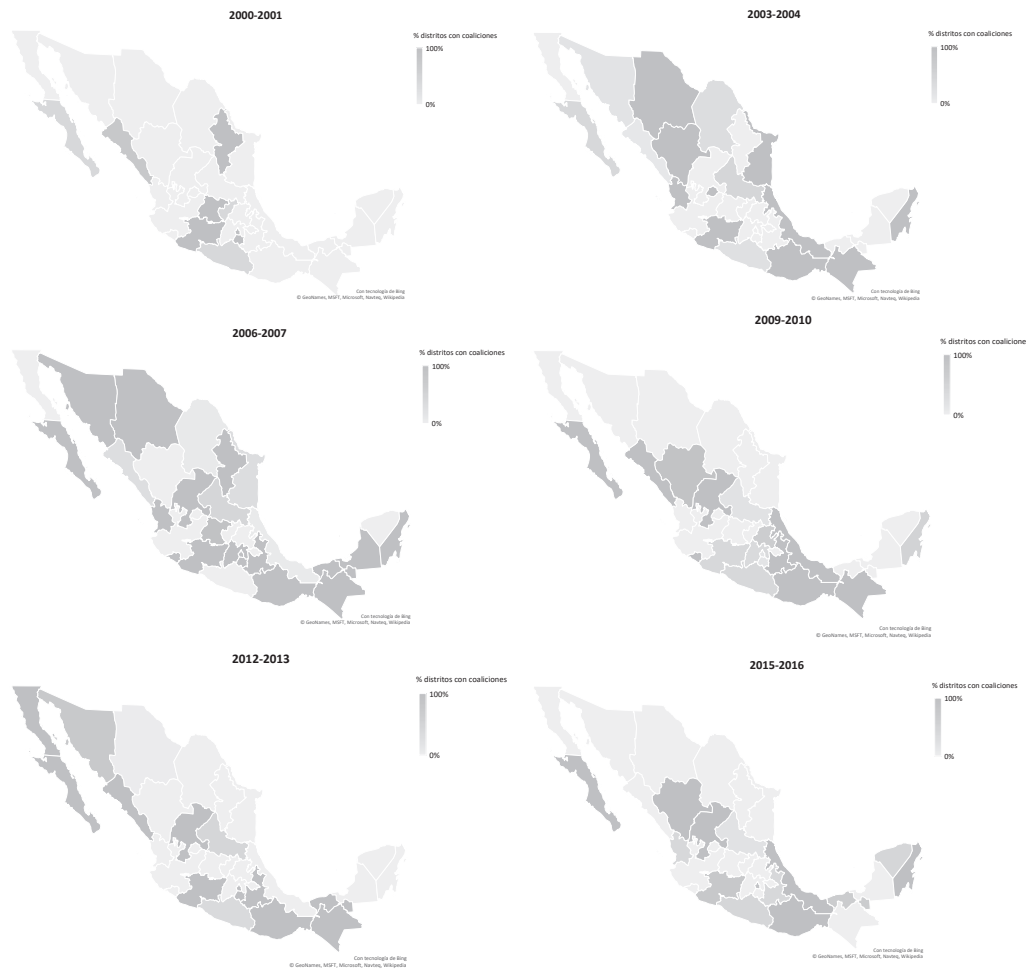 2000-2001
% distritos con coaliciones
100%
0%
Con tecnología de Bing
© GeoNames, MSFT, Microsoft, Navteq, Wikipedia
2003-2004
% distritos con coaliciones
100%
0%
Con tecnología de Bing
© GeoNames, MSFT, Microsoft, Navteq, Wikipedia
2006-2007
% distritos con coaliciones
100%
0%
Con tecnología de Bing
© GeoNames, MSFT, Microsoft, Navteq, Wikipedia
2009-2010
% distritos con coalicione
100%
0%
Con tecnología de Bing
© GeoNames, MSFT, Microsoft, Navteq, Wikipedia
2012-2013
% distritos con coaliciones
100%
0%
Con tecnología de Bing
© GeoNames, MSFT, Microsoft, Navteq, Wikipedia
2015-2016
% distritos con coaliciones
100%
0%
Con tecnología de Bing
© GeoNames, MSFT, Microsoft, Navteq, Wikipedia